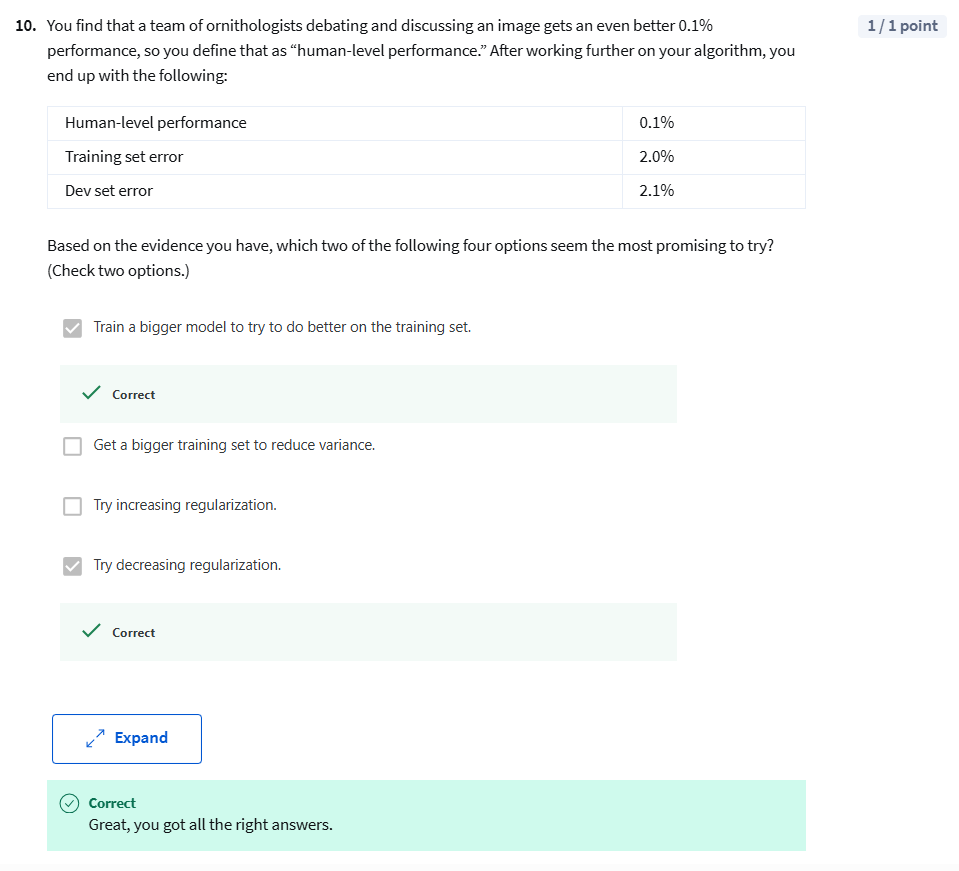 10. You find that a team of ornithologists debating and discussing an image gets an even better 0.1%
1 / 1 point
performance, so you define that as “human-level performance.” After working further on your algorithm, you
end up with the following:
Human-level performance 0.1%
Training set error 2.0%
Dev set error 2.1%
Based on the evidence you have, which two of the following four options seem the most promising to try?
(Check two options.)
Train a bigger model to try to do better on the training set.
Correct
Get a bigger training set to reduce variance.
Try increasing regularization.
Try decreasing regularization.
Correct
Expand
Correct
Great, you got all the right answers.